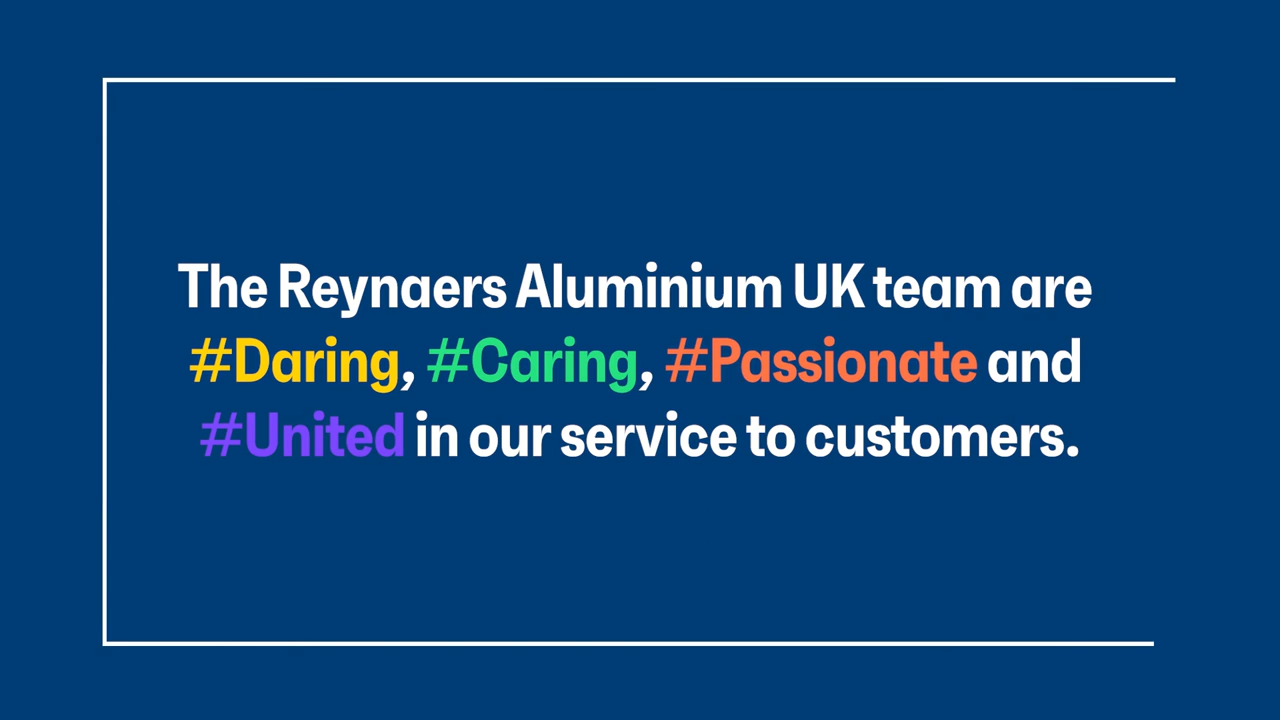 The Reynaers Aluminium UK team are
#Daring, #Caring, #Passionate and
#United in our service to customers.